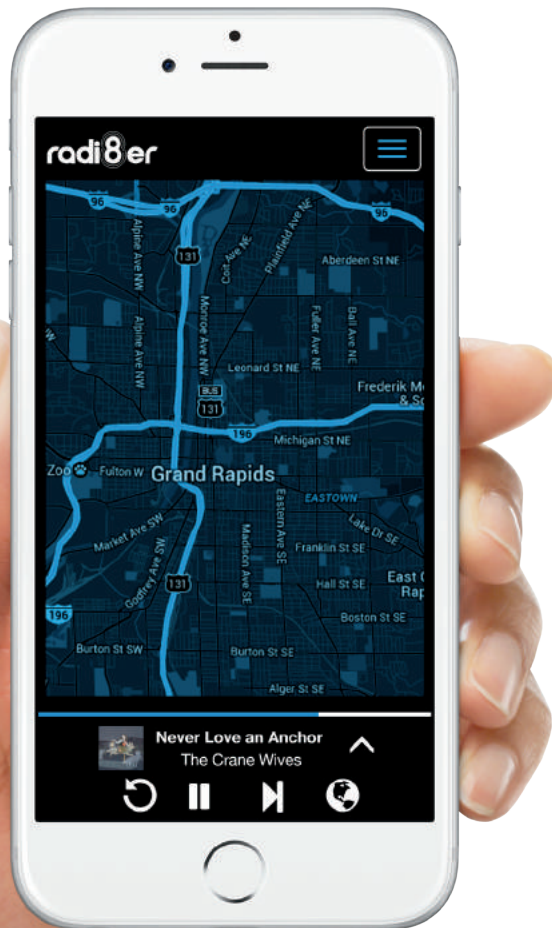 radi8er
96
96
96
131
Alpine Ave NW
Coit Ave NE
Plainfield Ave NE
Aberdeen St NE
Alpine Ave NW
Monroe Ave NW
Fuller Ave NE
Ball Ave NE
W
Leonard St NE
BUS
131
Frederik Me
& Sc
196
Michigan St NE
Zoo
Fulton W
Grand Rapids
EASTOWN
Eastern Ave SE
Lake Dr SE
Market Ave SW
Godfrey Ave SW
Madison Ave SE
Franklin St SE
131
Hall St SE
East G
Rap
196
Boston St SE
Burton St SW
Burton St SE
Alger St SE
Never Love an Anchor
The Crane Wives